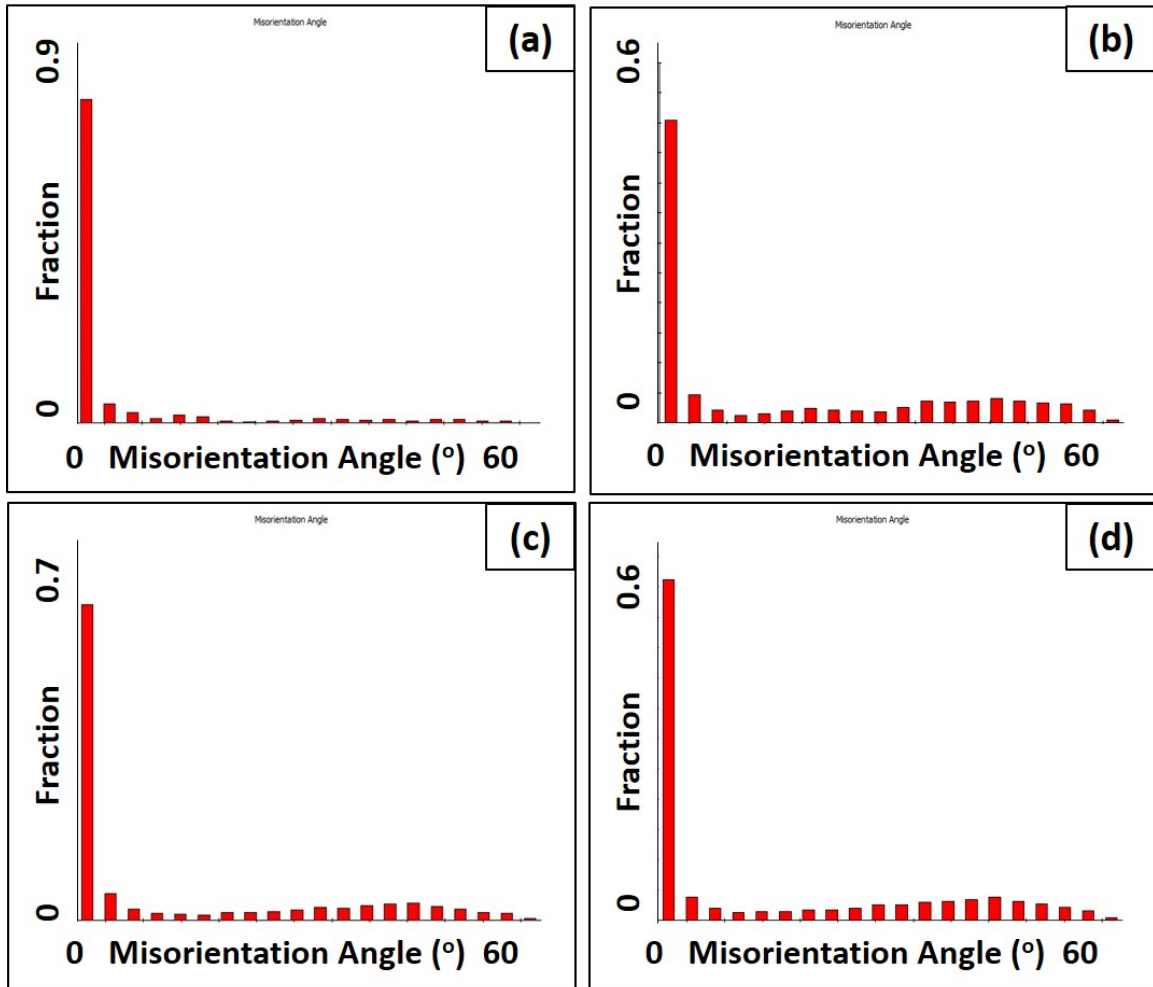 Misorientation Angle
(a)
0.9
Fraction
0
0 Misorientation Angle (º) 60
Misorientation Angle
(b)
0.6
Fraction
0
0 Misorientation Angle (º) 60
Misorientation Angle
(c)
0.7
Fraction
0
0 Misorientation Angle (º) 60
Misorientation Angle
(d)
0.6
Fraction
0
0 Misorientation Angle (º) 60